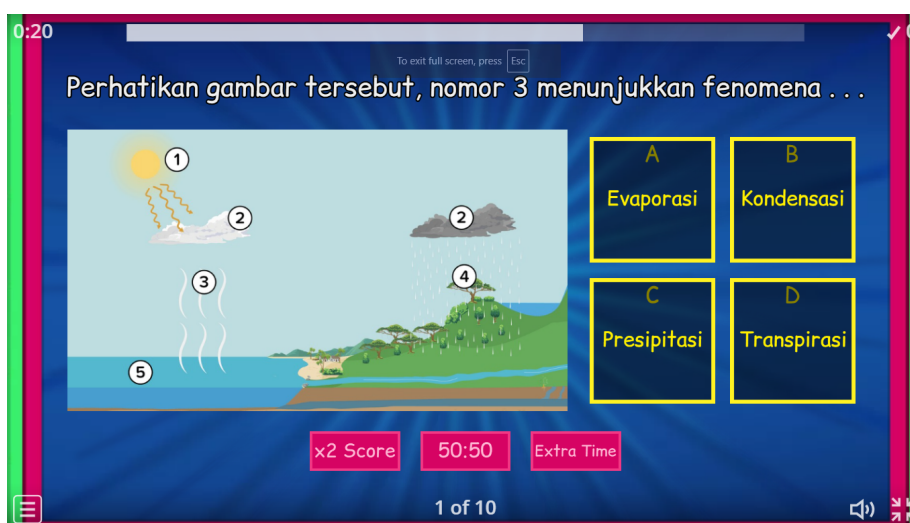 0:20
To exit full screen, press Esc
Perhatikan gambar tersebut, nomor 3 menunjukkan fenomena . . .
1
2
3
5
2
4
A
Evaporasi
B
Kondensasi
C
Presipitasi
D
Transpirasi
x2 Score
50:50
Extra Time
1 of 10